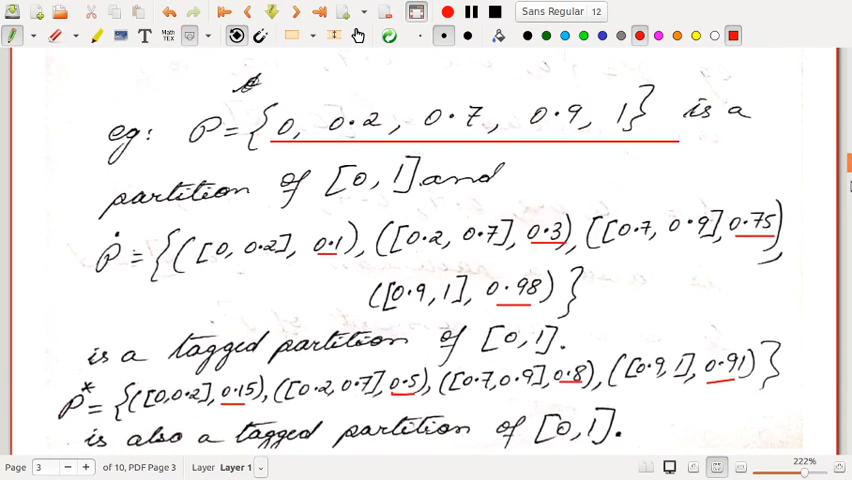 Sans Regular 12
Math TEX
eg: P = {0, 0.2, 0.7, 0.9, 1} is a
partition of [0, 1] and
Ṗ = {([0, 0.2], 0.1), ([0.2, 0.7], 0.3), ([0.7, 0.9] 0.75),
([0.9, 1], 0.98)}
is a tagged partition of [0, 1].
P* = {([0, 0.2], 0.15), ([0.2, 0.7], 0.5), ([0.7, 0.9], 0.8), ([0.9, 1], 0.91)}
is also a tagged partition of [0, 1].
Page 3 of 10, PDF Page 3 Layer Layer 1 222%